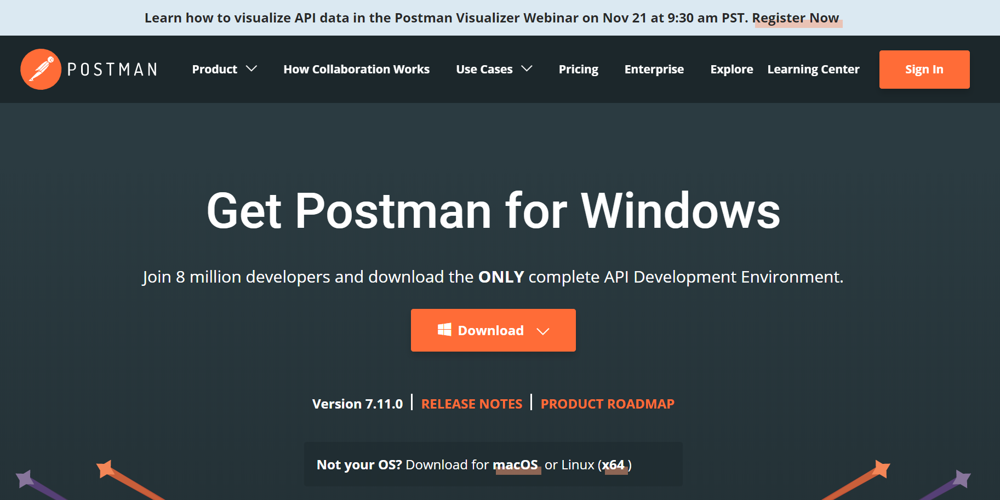 Learn how to visualize API data in the Postman Visualizer Webinar on Nov 21 at 9:30 am PST. Register Now
POSTMAN Product How Collaboration Works Use Cases Pricing Enterprise Explore Learning Center Sign In
Get Postman for Windows
Join 8 million developers and download the ONLY complete API Development Environment.
Download
Version 7.11.0 RELEASE NOTES PRODUCT ROADMAP
Not your OS? Download for macOS or Linux (x64 )